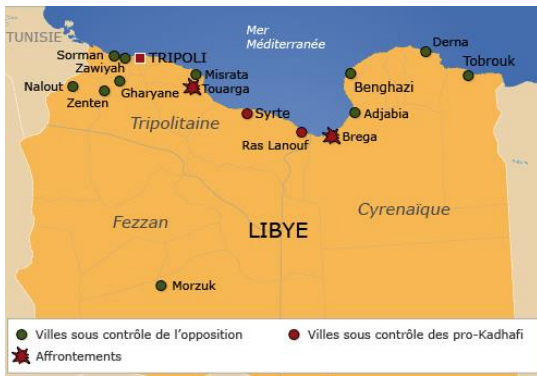 TUNISIE
Mer
Méditerranée
Sorman
TRIPOLI
Zawiyah
Nalout
Zenten
Gharyane
Misrata
Touarga
Tripolitaine
Syrte
Ras Lanouf
Brega
Benghazi
Adjabia
Derna
Tobrouk
Fezzan
LIBYE
Cyrenaïque
Morzuk
Villes sous contrôle de l'opposition
Villes sous contrôle des pro-Kadhafi
Affrontements